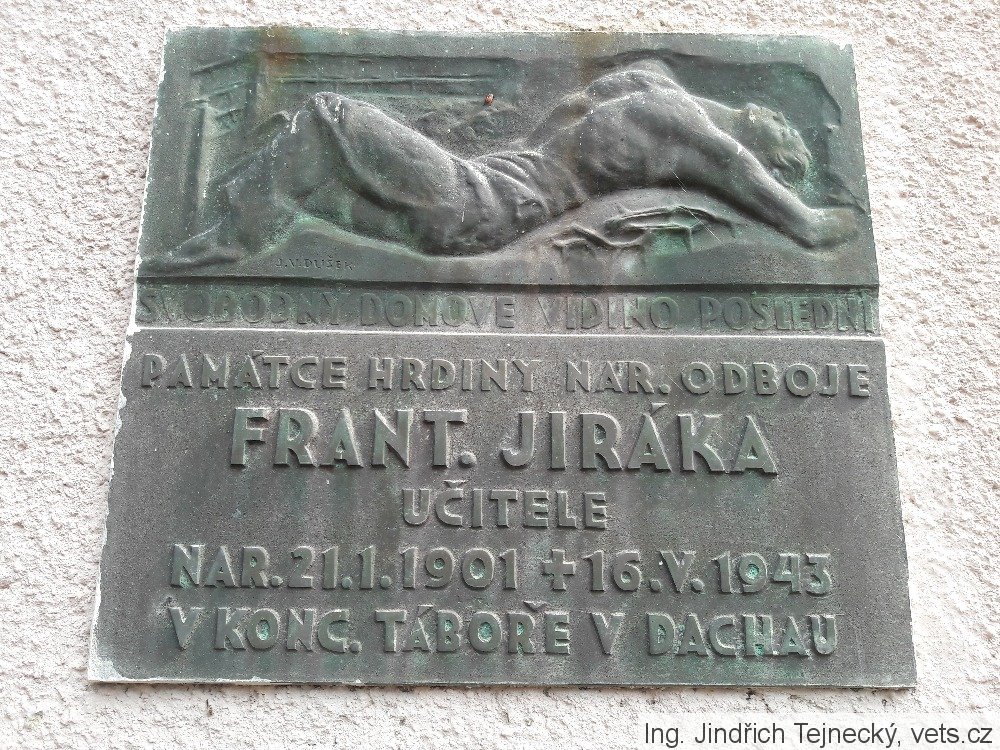 J.V.DUŠEK
SVOBODNÝ DOMOVE VIDINO POSLEDNÍ
PAMÁTCE HRDINY NÁR. ODBOJE
FRANT. JIRÁKA
UČITELE
NAR. 21.1.1901 + 16.V.1943
V KONC. TÁBOŘE V DACHAU
Ing. Jindřich Tejnecký, vets.cz